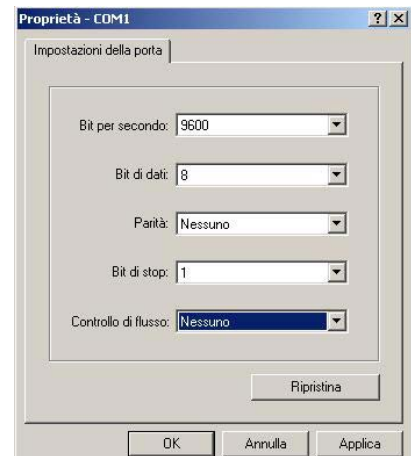 Proprietà - COM1
Impostazioni della porta
Bit per secondo: 9600
Bit di dati: 8
Parità: Nessuno
Bit di stop: 1
Controllo di flusso: Nessuno
Ripristina
OK Annulla Applica